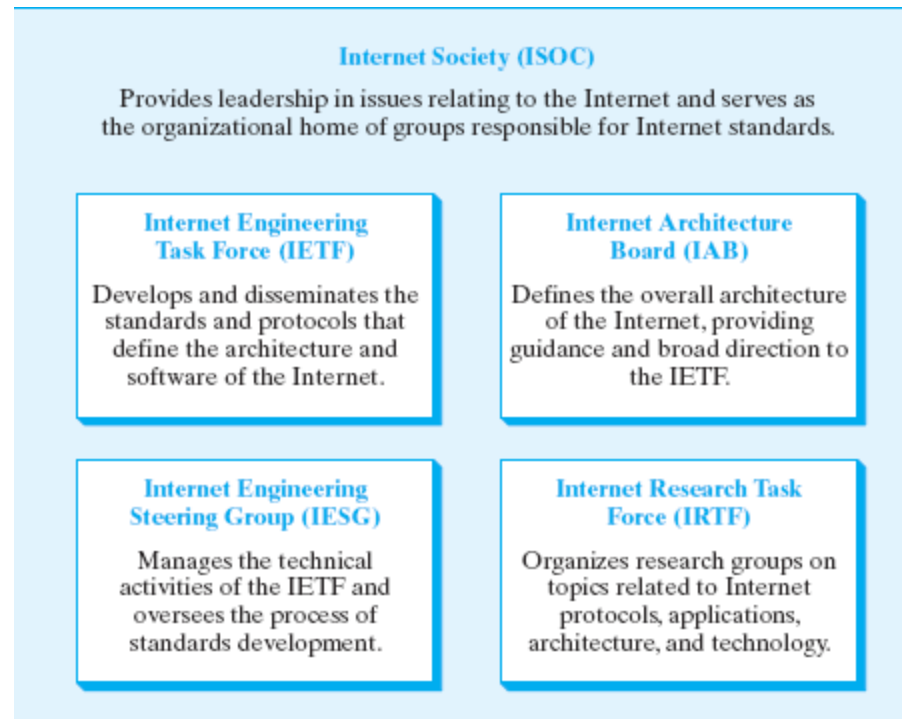 Internet Society (ISOC)
Provides leadership in issues relating to the Internet and serves as
the organizational home of groups responsible for Internet standards.
Internet Engineering
Task Force (IETF)
Develops and disseminates the
standards and protocols that
define the architecture and
software of the Internet.
Internet Architecture
Board (IAB)
Defines the overall architecture
of the Internet, providing
guidance and broad direction to
the IETF.
Internet Engineering
Steering Group (IESG)
Manages the technical
activities of the IETF and
oversees the process of
standards development.
Internet Research Task
Force (IRTF)
Organizes research groups on
topics related to Internet
protocols, applications,
architecture, and technology.